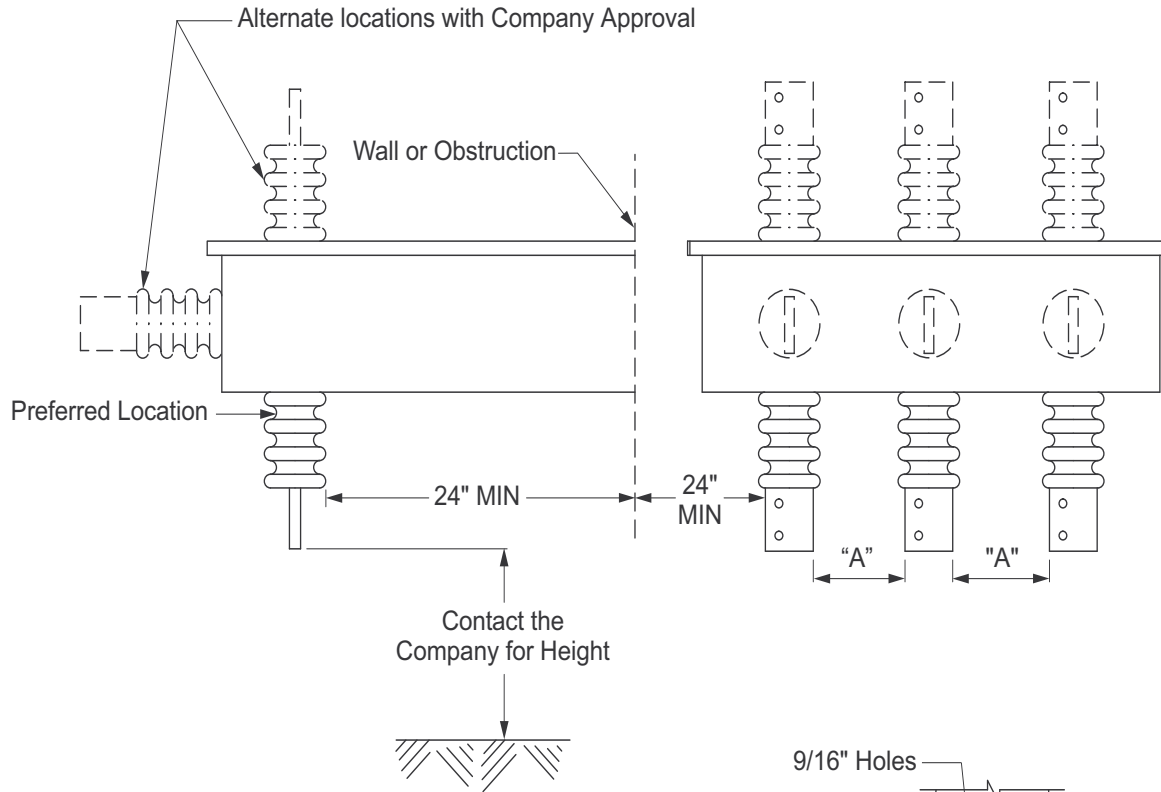 Alternate locations with Company Approval
Wall or Obstruction
Preferred Location
24" MIN
24"
MIN
“A”
"A"
Contact the
Company for Height
9/16" Holes